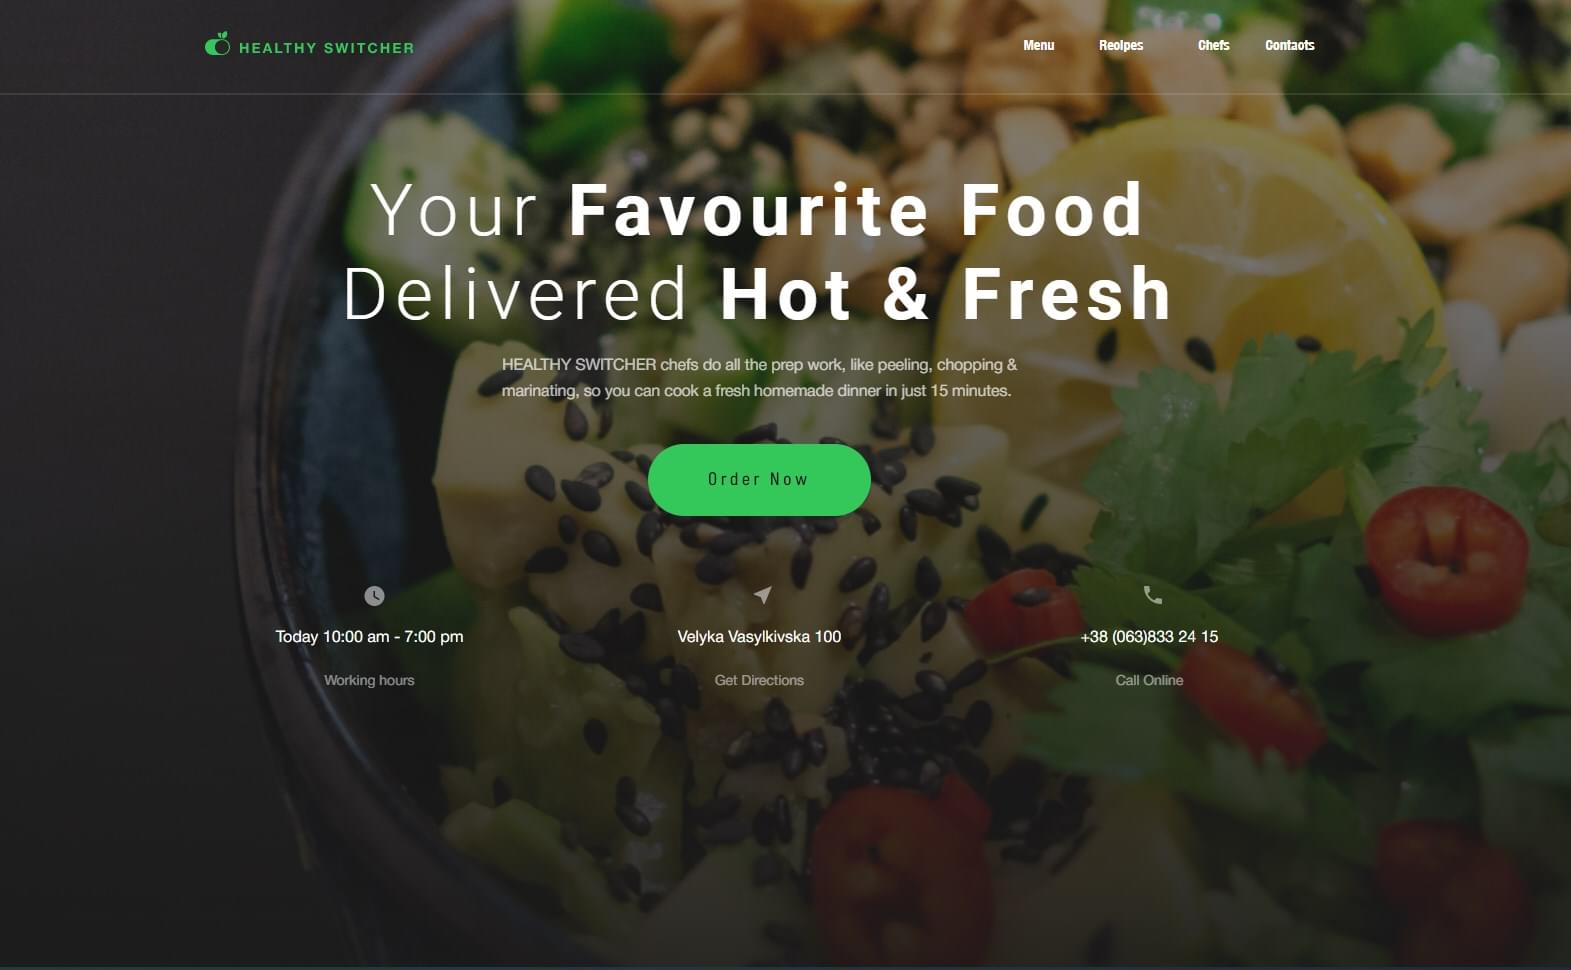 HEALTHY SWITCHER
Menu Recipes Chefs Contacts
Your Favourite Food
Delivered Hot & Fresh
HEALTHY SWITCHER chefs do all the prep work, like peeling, chopping &
marinating, so you can cook a fresh homemade dinner in just 15 minutes.
Order Now
Today 10:00 am - 7:00 pm
Working hours
Velyka Vasylkivska 100
Get Directions
+38 (063)833 24 15
Call Online